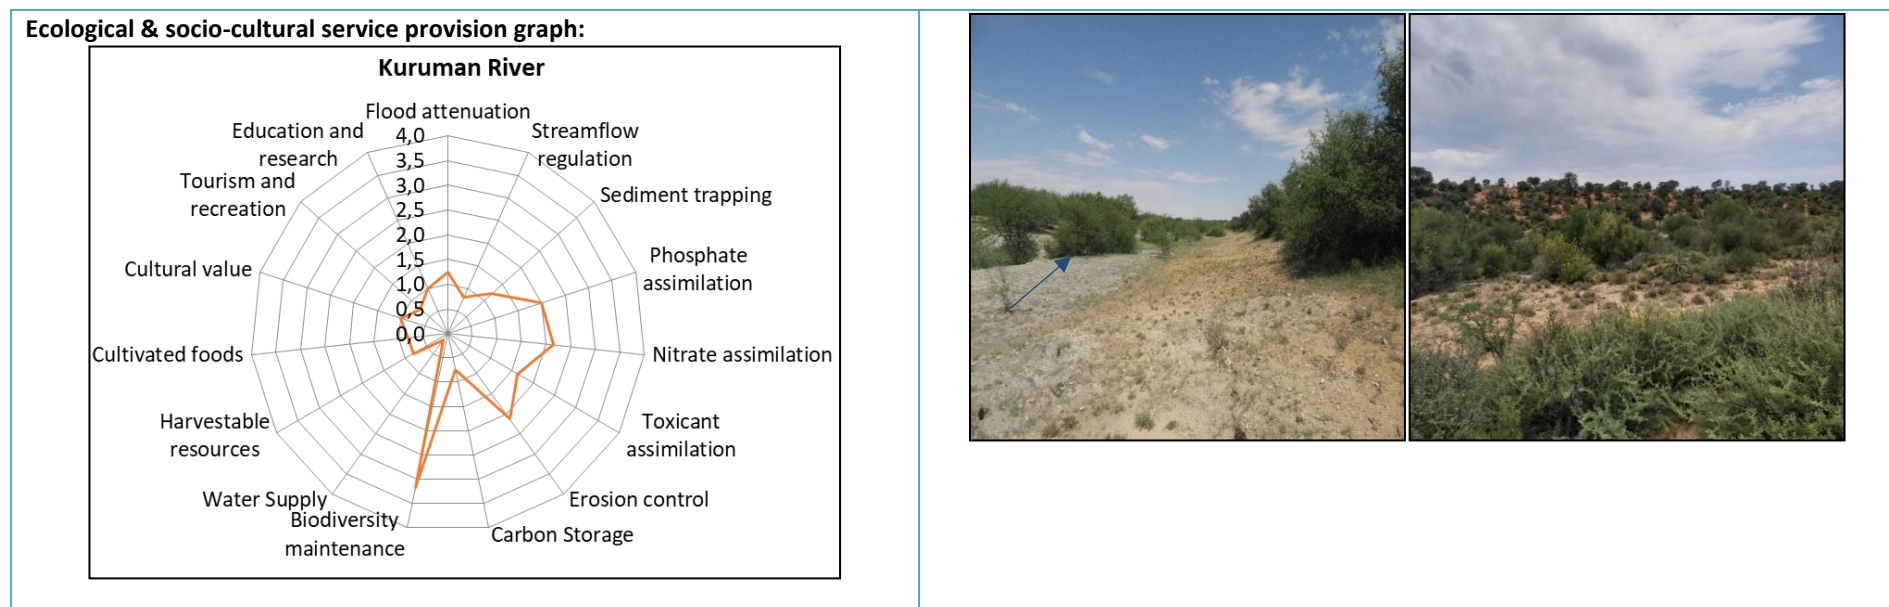 Ecological & socio-cultural service provision graph:
Kuruman River
Flood attenuation
Streamflow
regulation
Sediment trapping
Phosphate
assimilation
Nitrate assimilation
Toxicant
assimilation
Erosion control
Carbon Storage
Biodiversity
maintenance
Water Supply
Harvestable
resources
Cultivated foods
Cultural value
Tourism and
recreation
Education and
research
4,0
3,5
3,0
2,5
2,0
1,5
1,0
0,5
0,0